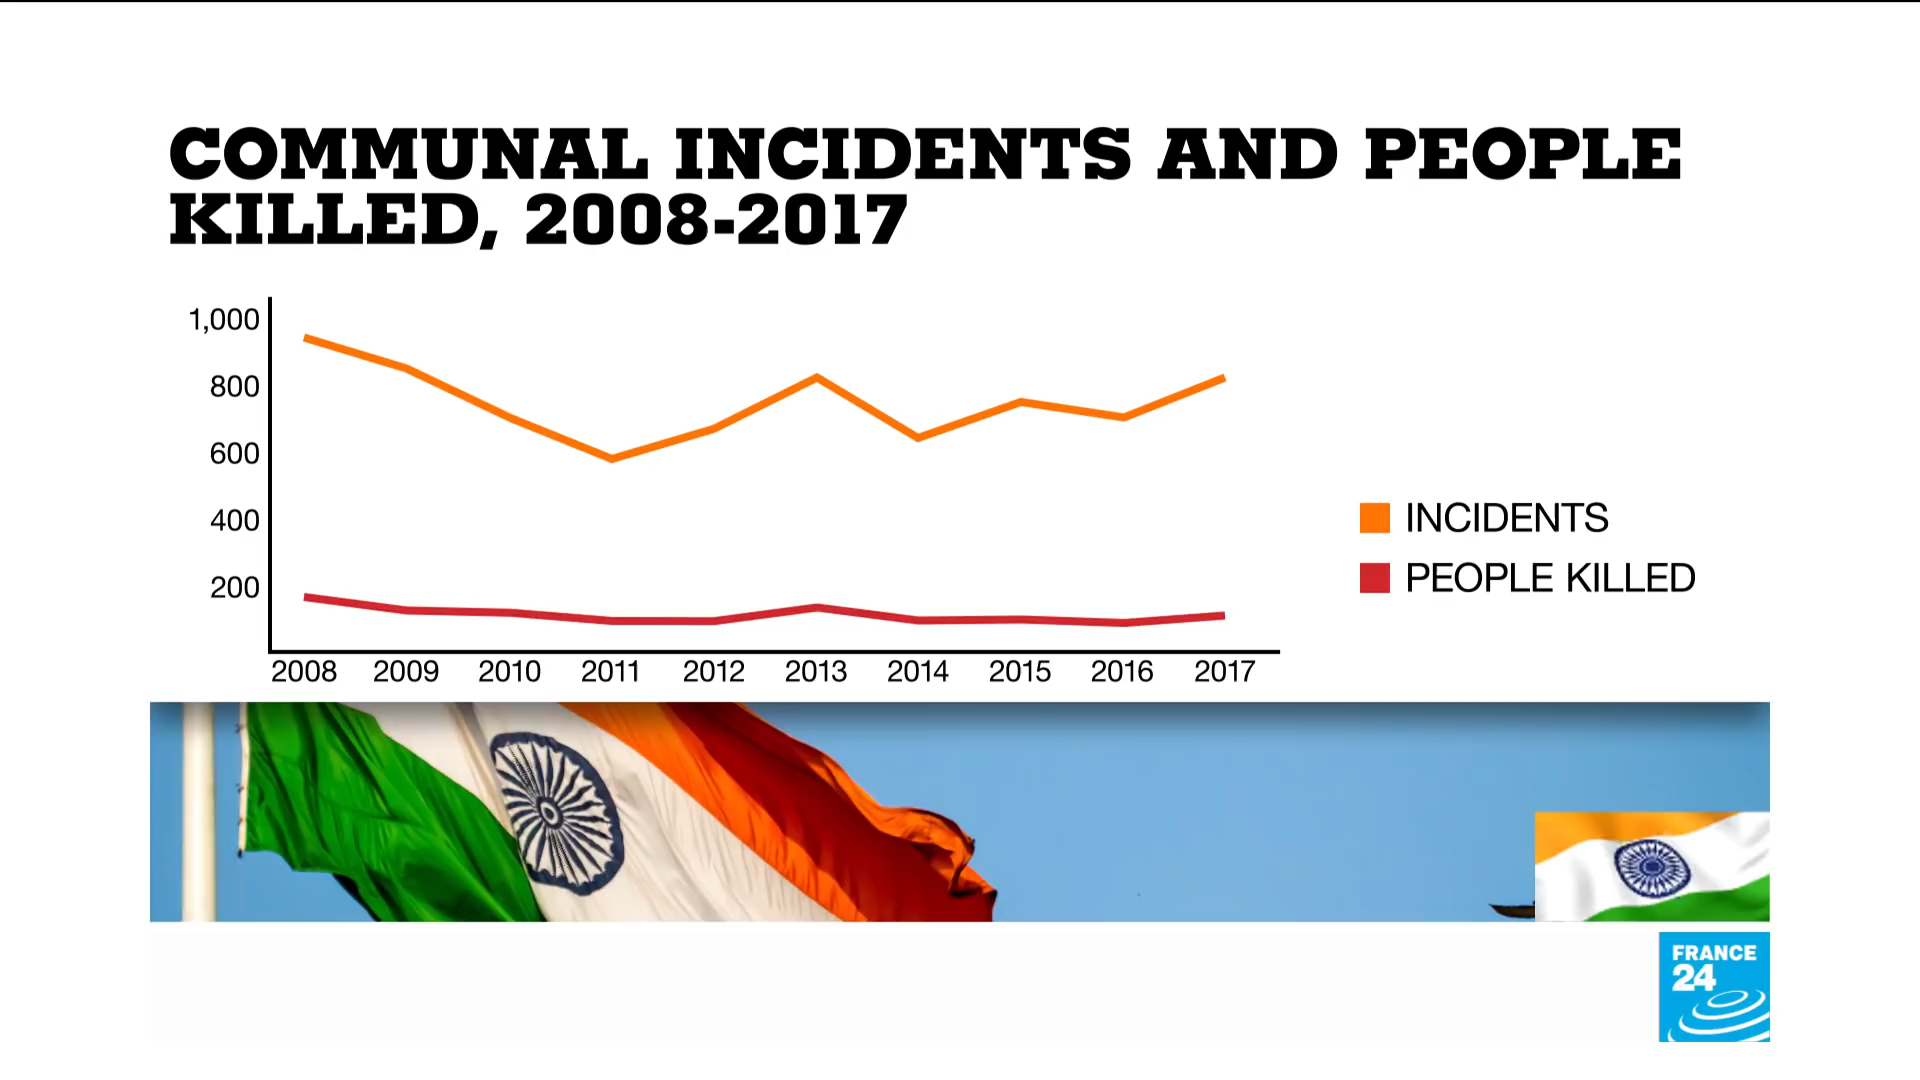 COMMUNAL INCIDENTS AND PEOPLE
KILLED, 2008-2017
1,000
800
600
400
200
2008 2009 2010 2011 2012 2013 2014 2015 2016 2017
INCIDENTS
PEOPLE KILLED
FRANCE
24